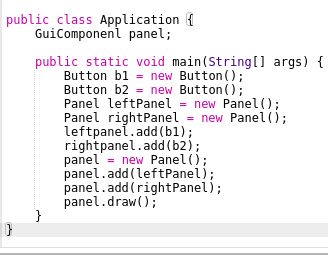 public class Application {
GuiComponenl panel;
public static void main(String[] args) {
Button b1 = new Button();
Button b2 = new Button();
Panel leftPanel = new Panel();
Panel rightPanel = new Panel();
leftpanel.add(b1);
rightpanel.add(b2);
panel = new Panel();
panel.add(leftPanel);
panel.add(rightPanel);
panel.draw();
}
}